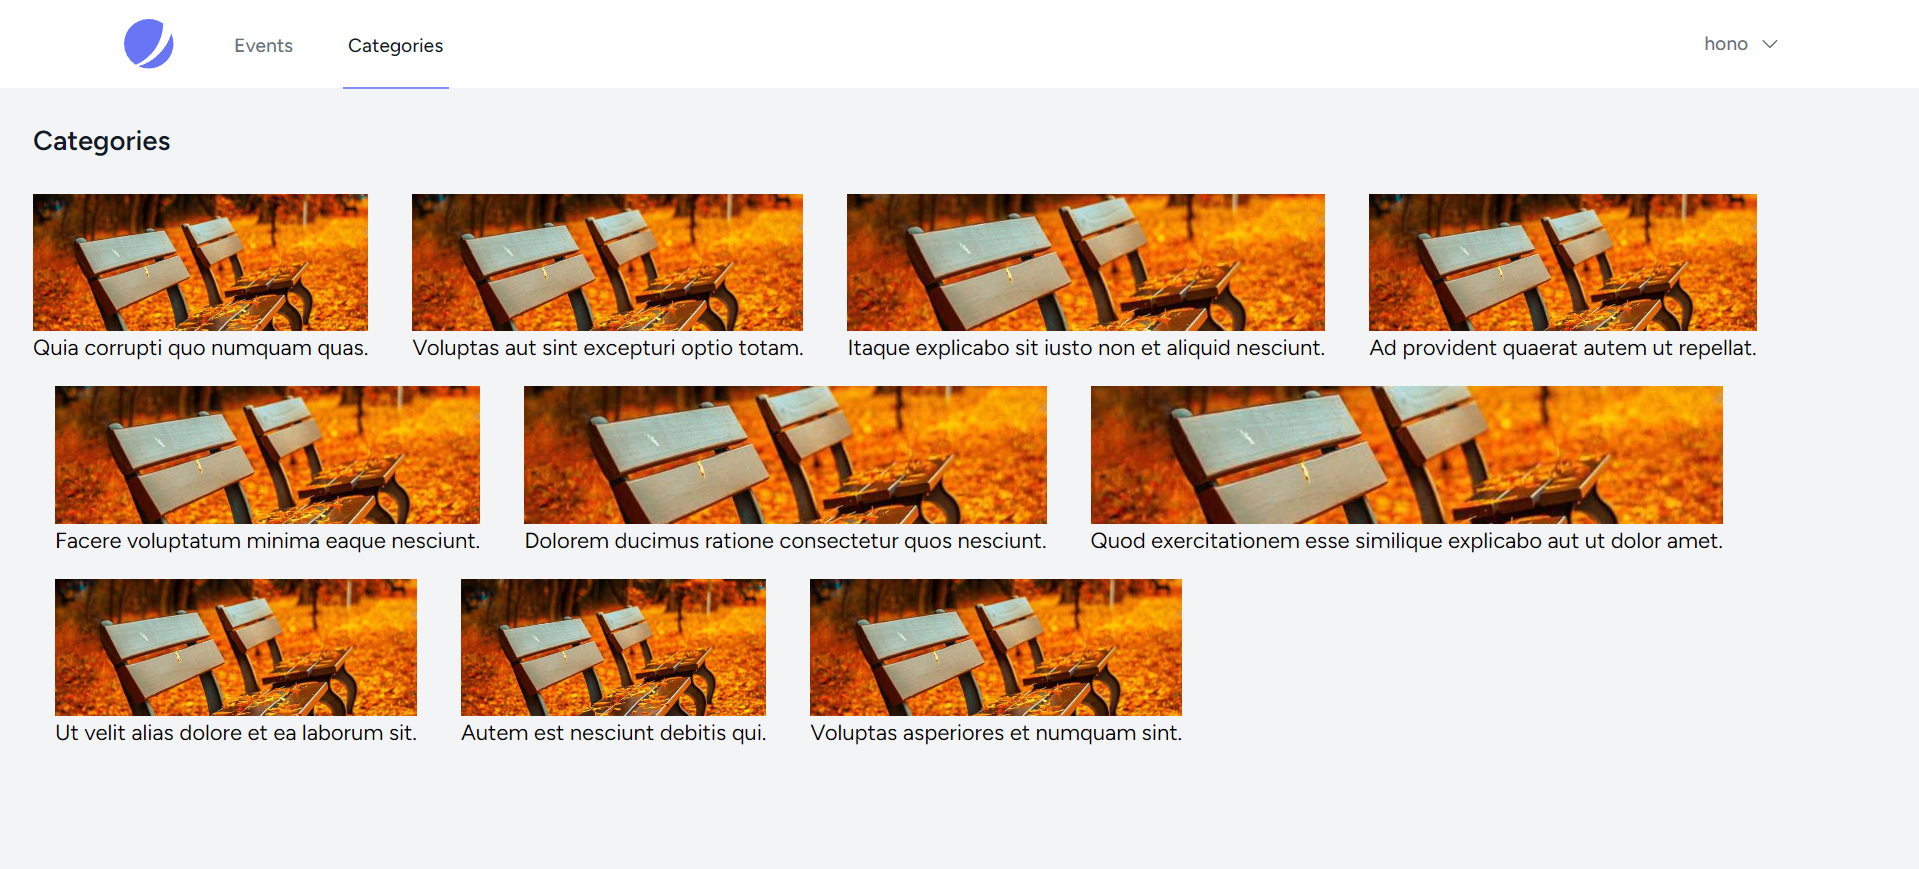 Events
Categories
hono
Categories
Quia corrupti quo numquam quas.
Voluptas aut sint excepturi optio totam.
Itaque explicabo sit iusto non et aliquid nesciunt.
Ad provident quaerat autem ut repellat.
Facere voluptatum minima eaque nesciunt.
Dolorem ducimus ratione consectetur quos nesciunt.
Quod exercitationem esse similique explicabo aut ut dolor amet.
Ut velit alias dolore et ea laborum sit.
Autem est nesciunt debitis qui.
Voluptas asperiores et numquam sint.